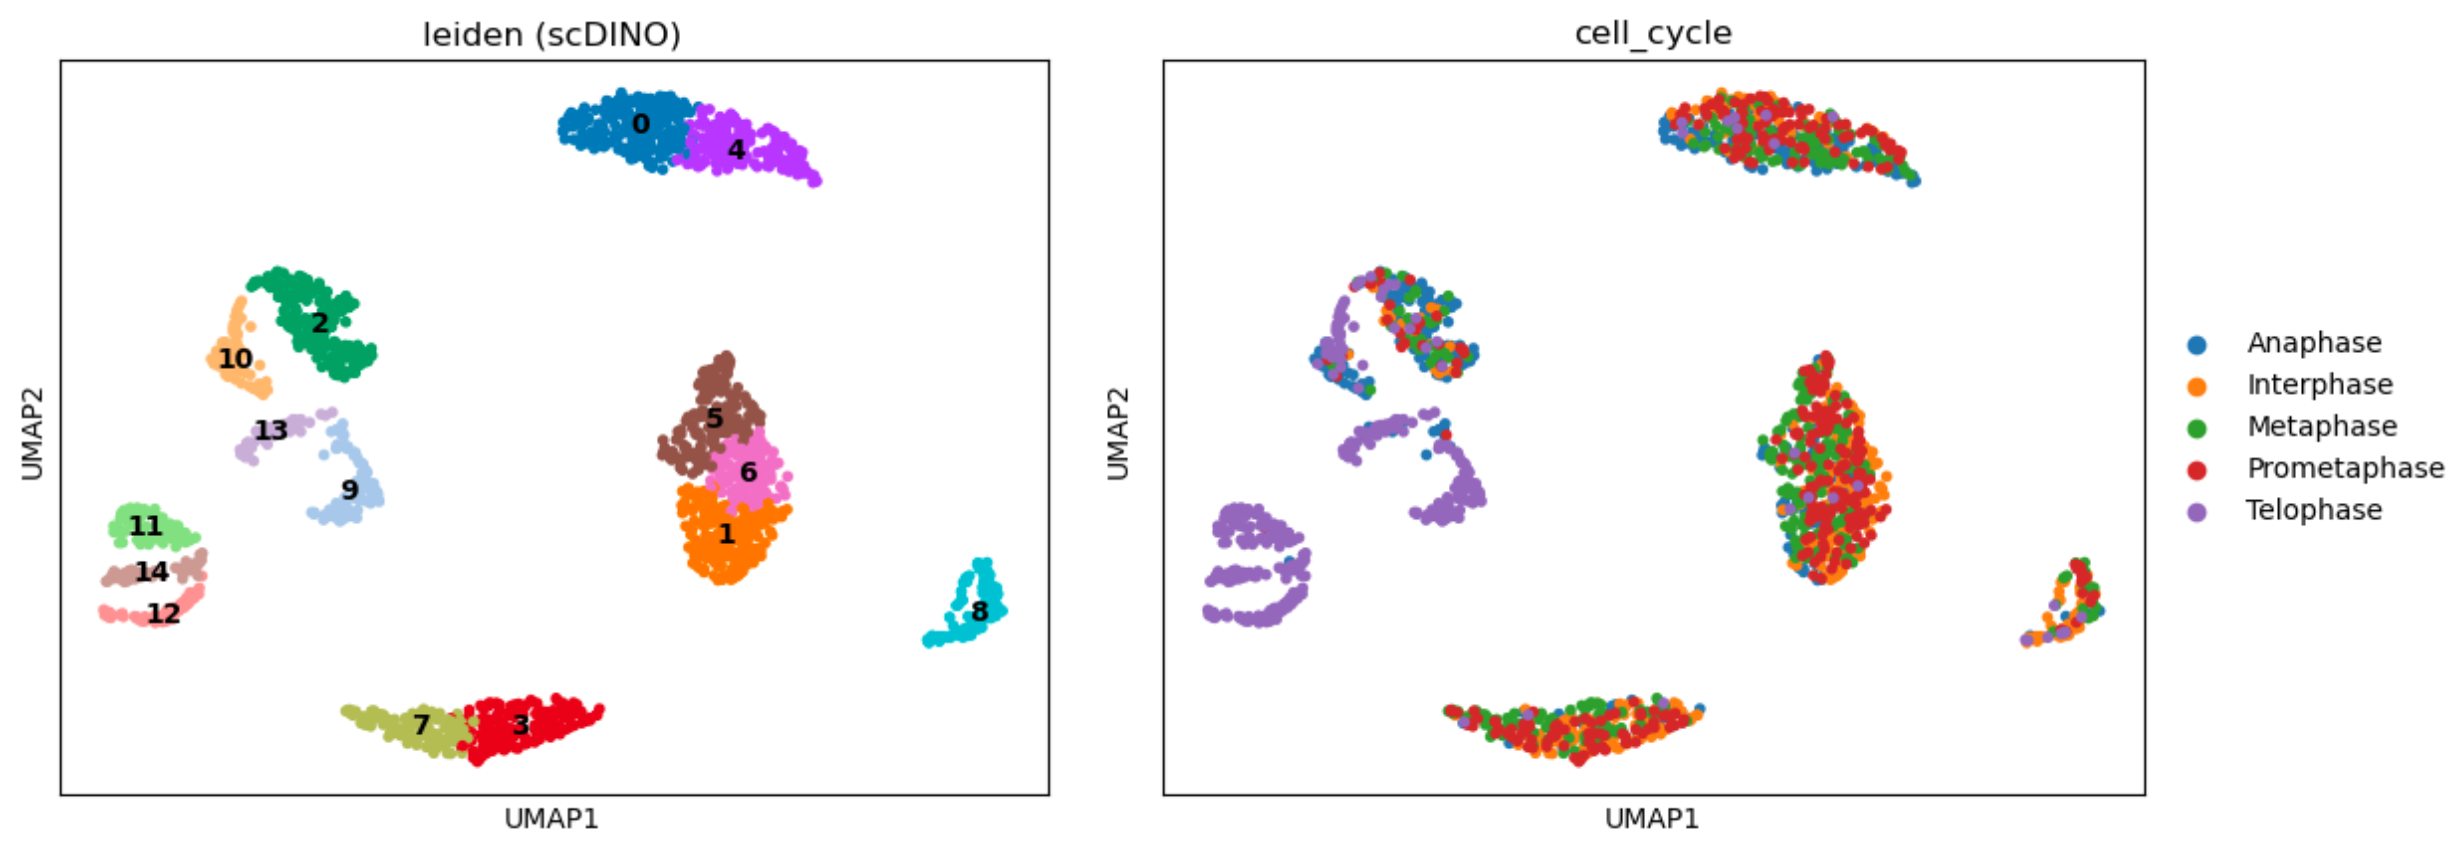 leiden (scDINO)
0
4
2
10
13
9
5
6
1
11
14
12
8
7
3
UMAP2
UMAP1
cell_cycle
UMAP2
UMAP1
Anaphase
Interphase
Metaphase
Prometaphase
Telophase